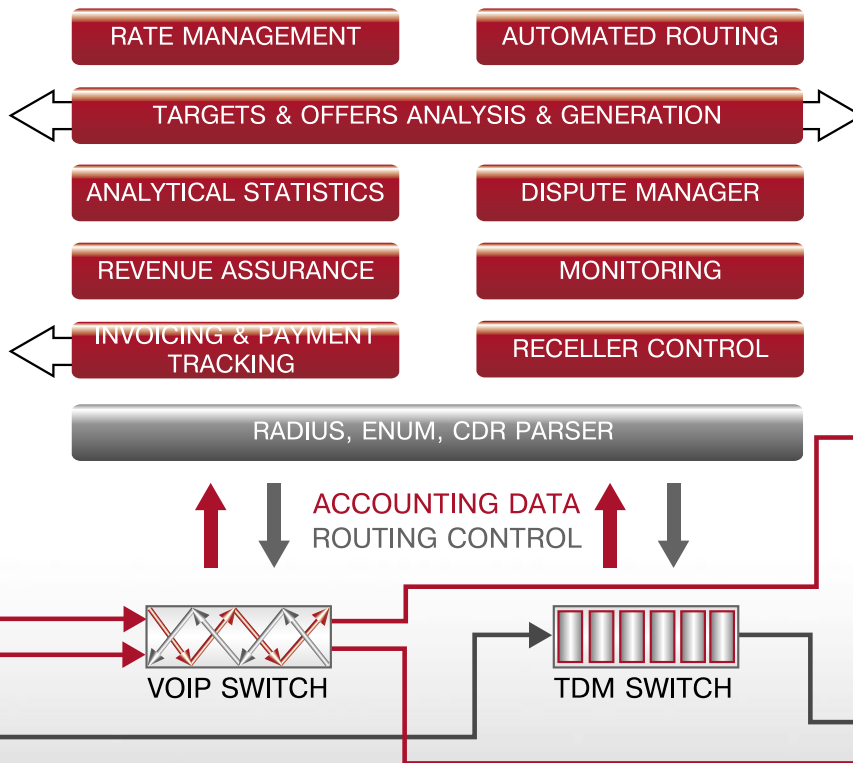 RATE MANAGEMENT
AUTOMATED ROUTING
TARGETS & OFFERS ANALYSIS & GENERATION
ANALYTICAL STATISTICS
DISPUTE MANAGER
REVENUE ASSURANCE
MONITORING
INVOICING & PAYMENT
TRACKING
RECELLER CONTROL
RADIUS, ENUM, CDR PARSER
ACCOUNTING DATA
ROUTING CONTROL
VOIP SWITCH
TDM SWITCH